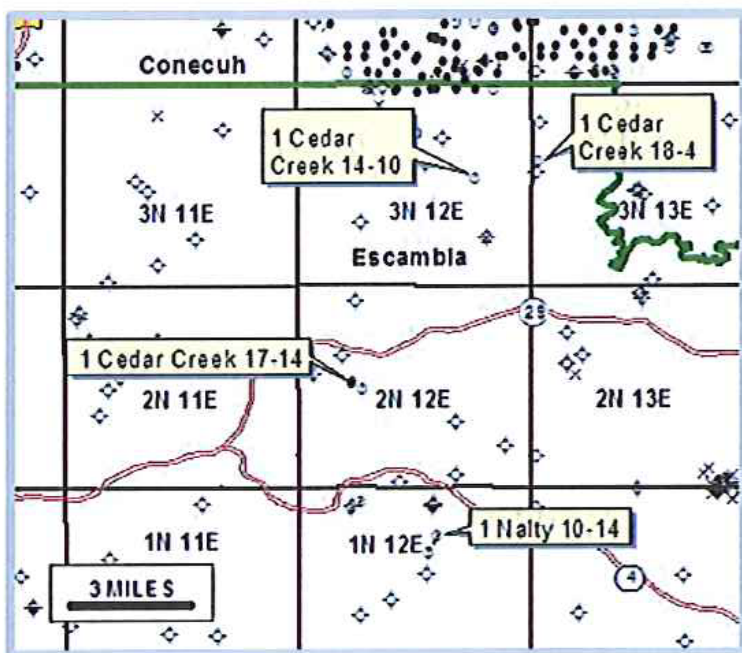 Conecuh
1 Cedar
Creek 14-10
1 Cedar
Creek 18-4
3N 11E
3N 12E
3N 13E
Escambia
29
1 Cedar Creek 17-14
2N 11E
2N 12E
2N 13E
2
1 Nalty 10-14
1N 11E
1N 12E
3 MILES
4